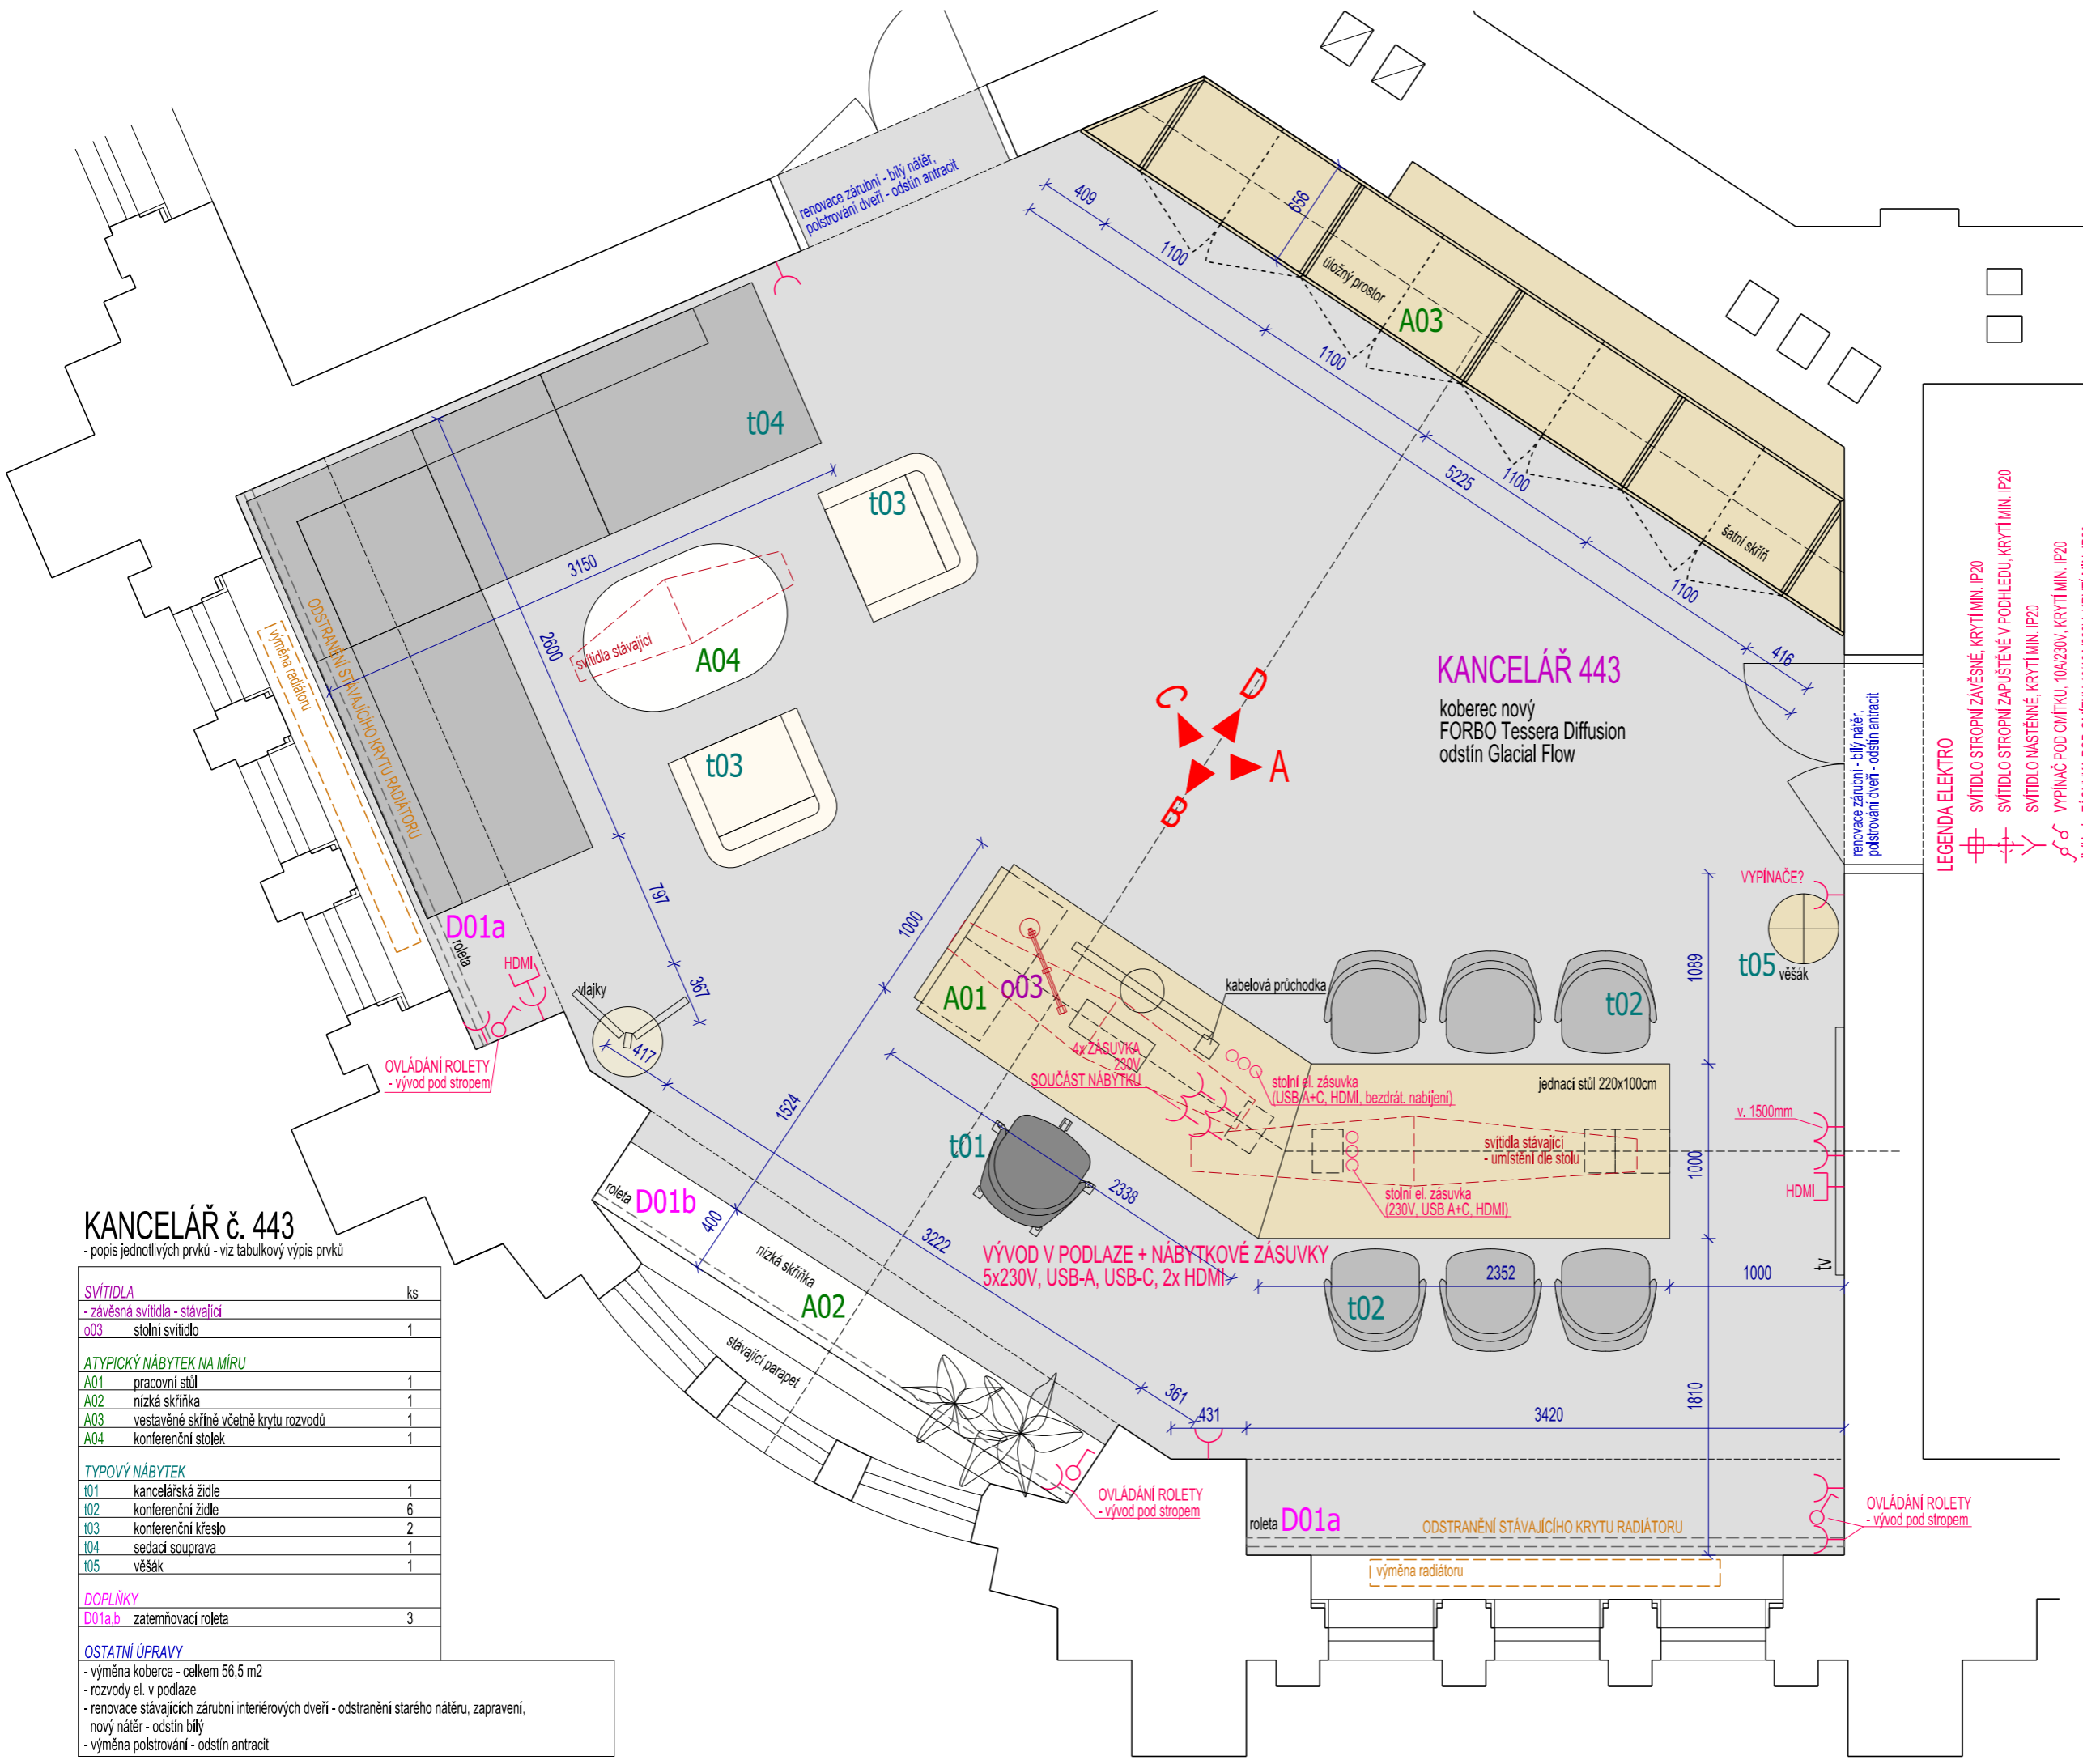 renovace zárubní - bílý nátěr,
polstrování dveří - odstín antracit
409
1100
656
úložný prostor
A03
1100
1100
5225
šatní skříň
1100
416
t04
t03
3150
2600
svítidla stávající
A04
t03
ODSTRANĚNÍ STÁVAJÍCÍHO KRYTU RADIÁTORU
výměna radiátoru
797
367
D01a
roleta
HDMI
vlajky
OVLÁDÁNÍ ROLETY
- vývod pod stropem
C
D
A
B
KANCELÁŘ 443
koberec nový
FORBO Tessera Diffusion
odstín Glacial Flow
renovace zárubní - bílý nátěr,
polstrování dveří - odstín antracit
LEGENDA ELEKTRO
SVÍTIDLO STROPNÍ ZÁVĚSNÉ, KRYTÍ MIN. IP20
SVÍTIDLO STROPNÍ ZAPUŠTĚNÉ V PODHLEDU, KRYTÍ MIN. IP20
SVÍTIDLO NÁSTĚNNÉ, KRYTÍ MIN. IP20
VYPÍNAČ POD OMÍTKU, 10A/230V, KRYTÍ MIN. IP20
VYPÍNAČE?
t05 věšák
1000
A01
o03
kabelová průchodka
4x ZÁSUVKA
230V
SOUČÁST NÁBYTKU
stolní el. zásuvka
(USB A+C, HDMI, bezdrát. nabíjení)
jednací stůl 220x100cm
svítidla stávající
- umístění dle stolu
stolní el. zásuvka
(230V, USB A+C, HDMI)
t02
1089
v. 1500mm
1000
HDMI
tv
417
1524
t01
2338
3222
400
roleta D01b
nízká skříňka
A02
stávající parapet
VÝVOD V PODLAZE + NÁBYTKOVÉ ZÁSUVKY
5x230V, USB-A, USB-C, 2x HDMI
2352
1000
t02
1810
361
431
3420
OVLÁDÁNÍ ROLETY
- vývod pod stropem
roleta D01a
ODSTRANĚNÍ STÁVAJÍCÍHO KRYTU RADIÁTORU
výměna radiátoru
OVLÁDÁNÍ ROLETY
- vývod pod stropem
KANCELÁŘ č. 443
- popis jednotlivých prvků - viz tabulkový výpis prvků
SVÍTIDLA ks
- závěsná svítidla - stávající
o03 stolní svítidlo 1
ATYPICKÝ NÁBYTEK NA MÍRU
A01 pracovní stůl 1
A02 nízká skříňka 1
A03 vestavěné skříně včetně krytu rozvodů 1
A04 konferenční stolek 1
TYPOVÝ NÁBYTEK
t01 kancelářská židle 1
t02 konferenční židle 6
t03 konferenční křeslo 2
t04 sedací souprava 1
t05 věšák 1
DOPLŇKY
D01a,b zatemňovací roleta 3
OSTATNÍ ÚPRAVY
- výměna koberce - celkem 56,5 m2
- rozvody el. v podlaze
- renovace stávajících zárubní interiérových dveří - odstranění starého nátěru, zapravení,
nový nátěr - odstín bílý
- výměna polstrování - odstín antracit